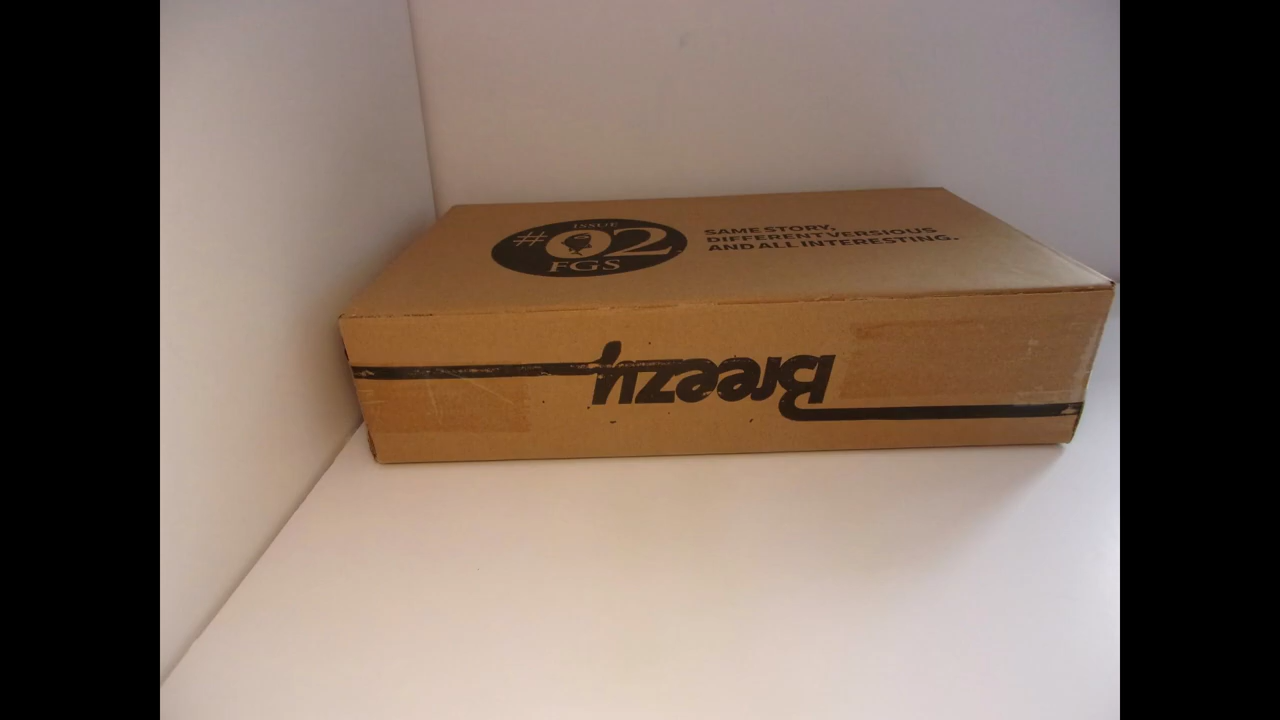 ISSUE
#02
FGS
SAME STORY,
DIFFERENT VERSIOUS
AND ALL INTERESTING.
Breezy